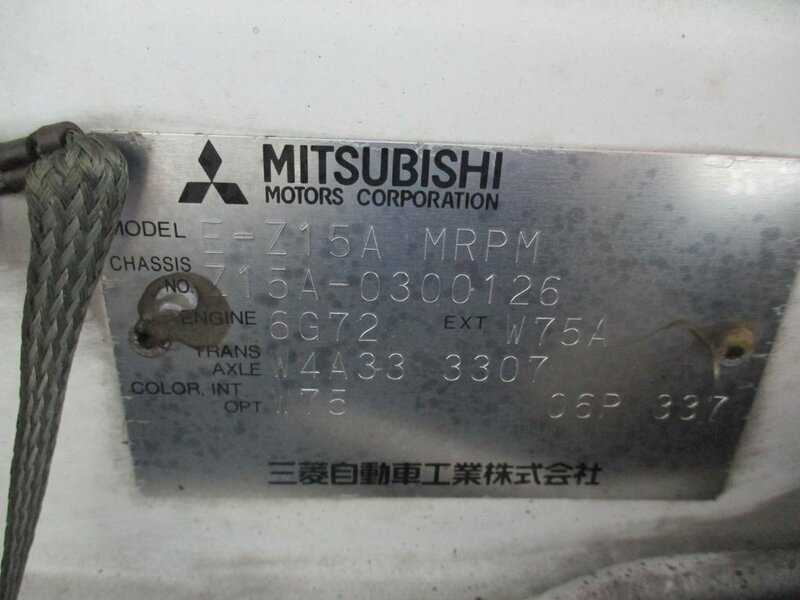 MITSUBISHI
MOTORS CORPORATION
MODEL E-Z15A MRPM
CHASSIS
NO. Z15A-0300126
ENGINE 6G72 EXT W75A
TRANS
AXLE W4A33 3307
COLOR, INT
OPT. W75 06P 337
三菱自動車工業株式会社